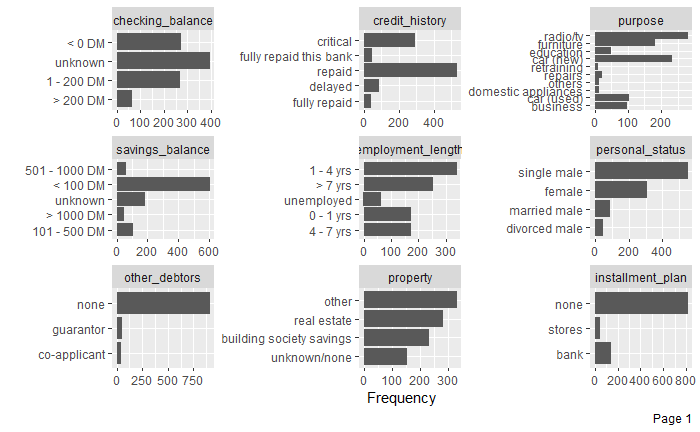 checking_balance
< 0 DM
unknown
1 - 200 DM
> 200 DM
0 100 200 300 400
credit_history
critical
fully repaid this bank
repaid
delayed
fully repaid
0 200 400
purpose
radio/tv
furniture
education
car (new)
retraining
repairs
others
domestic appliances
car (used)
business
0 100 200
savings_balance
501 - 1000 DM
< 100 DM
unknown
> 1000 DM
101 - 500 DM
0 200 400 600
employment_length
1 - 4 yrs
> 7 yrs
unemployed
0 - 1 yrs
4 - 7 yrs
0 100 200 300
personal_status
single male
female
married male
divorced male
0 200 400
other_debtors
none
guarantor
co-applicant
0 250 500 750
property
other
real estate
building society savings
unknown/none
0 100 200 300
installment_plan
none
stores
bank
0 200 400 600 800
Frequency
Page 1